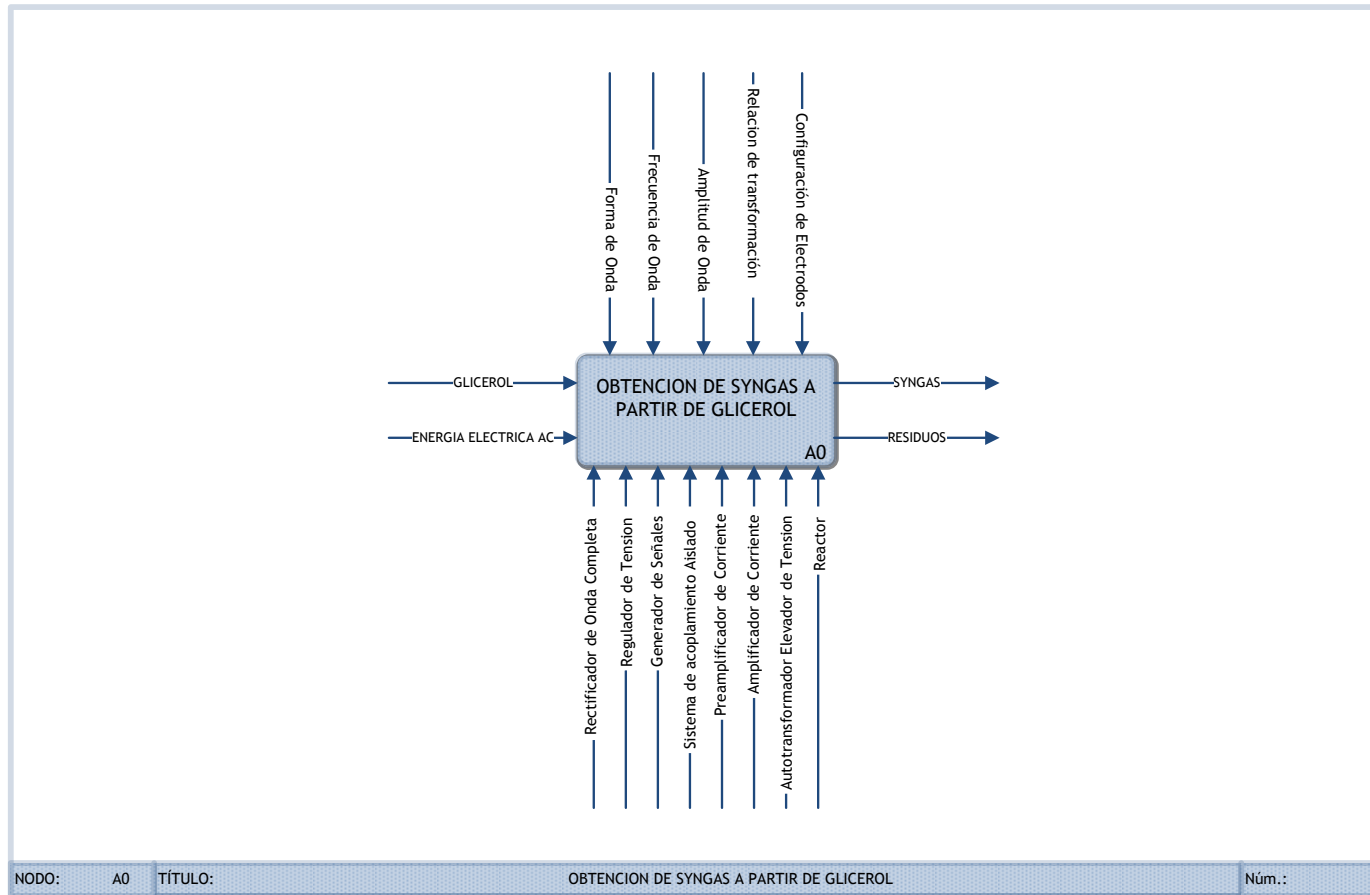 Forma de Onda
Frecuencia de Onda
Amplitud de Onda
Relacion de transformación
Configuración de Electrodos
GLICEROL
ENERGIA ELECTRICA AC
OBTENCION DE SYNGAS A
PARTIR DE GLICEROL
A0
SYNGAS
RESIDUOS
Rectificador de Onda Completa
Regulador de Tension
Generador de Señales
Sistema de acoplamiento Aislado
Preamplificador de Corriente
Amplificador de Corriente
Autotransformador Elevador de Tension
Reactor
NODO: A0 TÍTULO: OBTENCION DE SYNGAS A PARTIR DE GLICEROL Núm.: